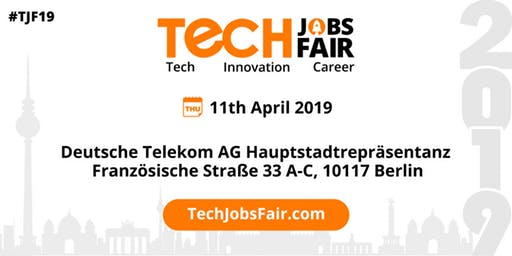 #TJF19
TECH JOBS FAIR
Tech Innovation Career
THU 11th April 2019
Deutsche Telekom AG Hauptstadtrepräsentanz
Französische Straße 33 A-C, 10117 Berlin
TechJobsFair.com
2019